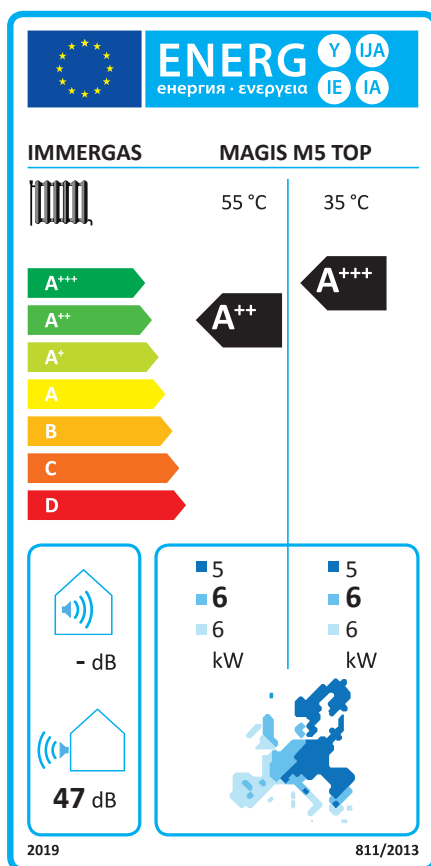 ENERG Y IJA
енергия · ενεργεια IE IA
IMMERGAS MAGIS M5 TOP
55 °C 35 °C
A+++ A+++
A++ A++
A+
A
B
C
D
5 5
6 6
6 6
kW kW
- dB
47 dB
2019 811/2013